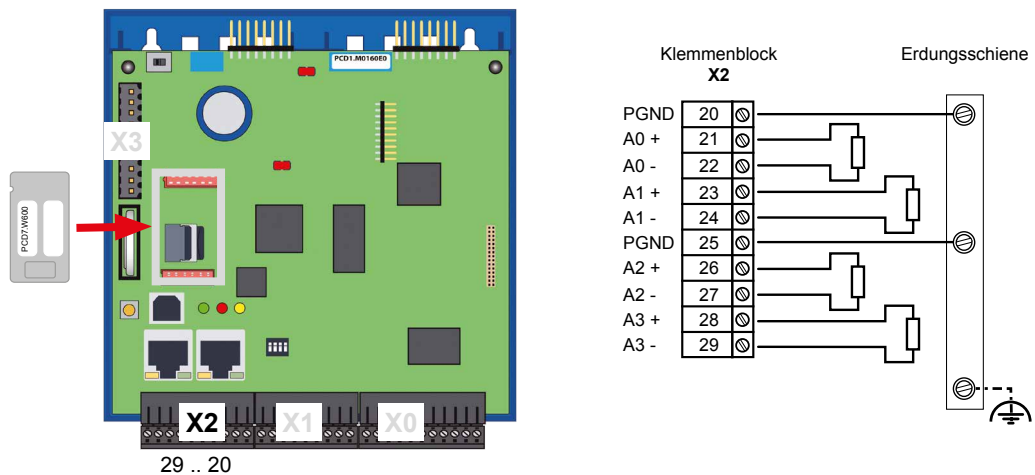 PCD1.M0160E0
X3
PCD7.W600
X2
X1
X0
29 .. 20
Klemmenblock
X2
Erdungsschiene
PGND 20
A0 + 21
A0 - 22
A1 + 23
A1 - 24
PGND 25
A2 + 26
A2 - 27
A3 + 28
A3 - 29